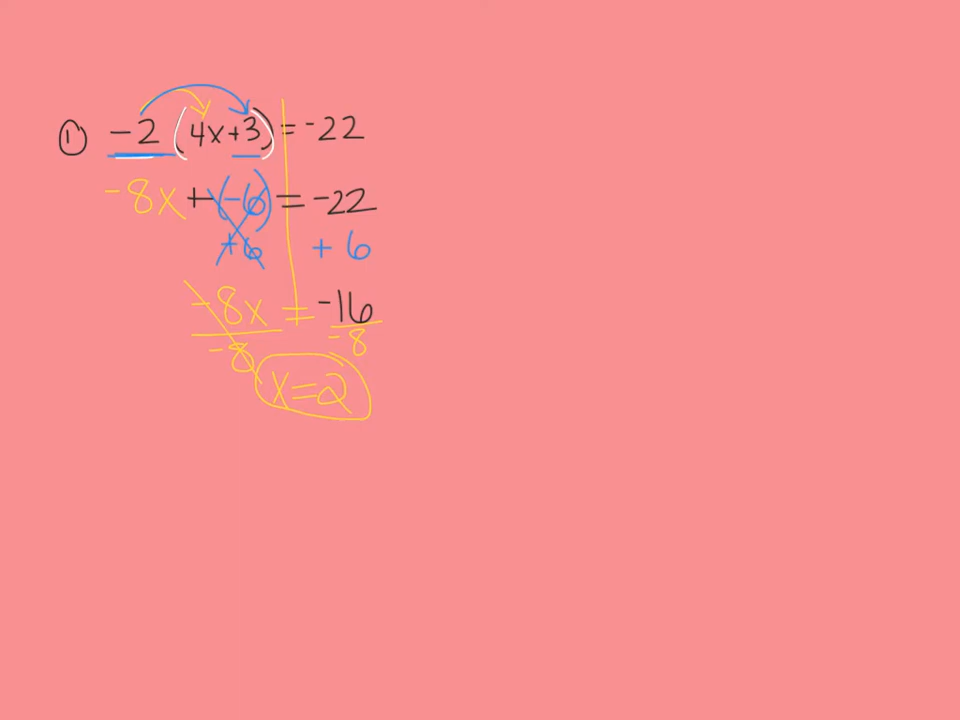 ① -2 (4x+3) = -22
-8x + (-6) = -22
+6 + 6
-8x = -16
-8 -8
x=2